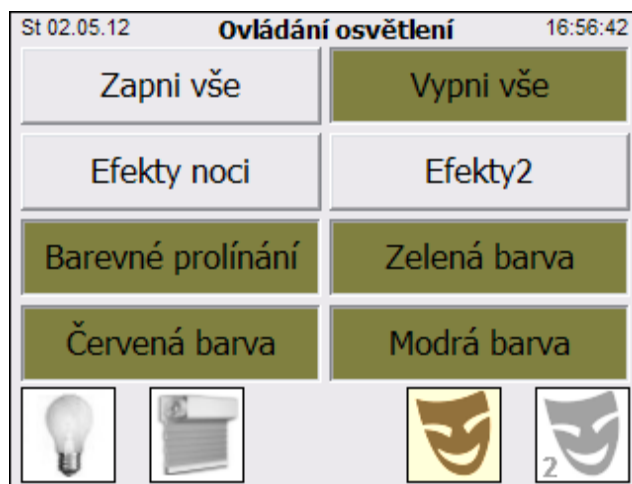 St 02.05.12 Ovládání osvětlení 16:56:42
Zapni vše Vypni vše
Efekty noci Efekty2
Barevné prolínání Zelená barva
Červená barva Modrá barva
2